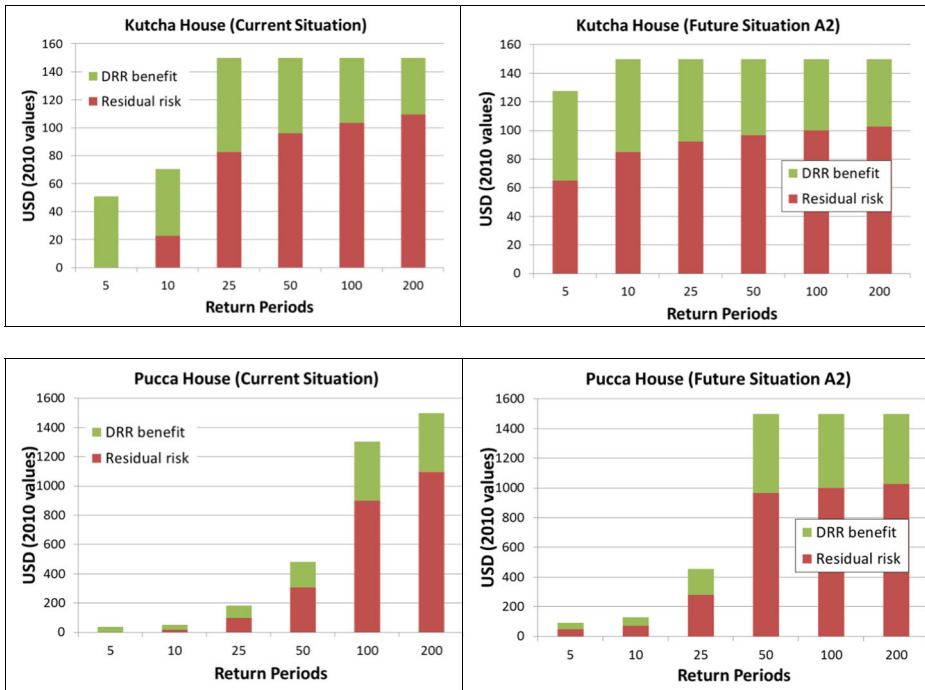 Kutcha House (Current Situation)
USD (2010 values)
160
140
120
100
80
60
40
20
0
DRR benefit
Residual risk
5 10 25 50 100 200
Return Periods
Kutcha House (Future Situation A2)
USD (2010 values)
160
140
120
100
80
60
40
20
0
DRR benefit
Residual risk
5 10 25 50 100 200
Return Periods
Pucca House (Current Situation)
USD (2010 values)
1600
1400
1200
1000
800
600
400
200
0
DRR benefit
Residual risk
5 10 25 50 100 200
Return Periods
Pucca House (Future Situation A2)
USD (2010 values)
1600
1400
1200
1000
800
600
400
200
0
DRR benefit
Residual risk
5 10 25 50 100 200
Return Periods